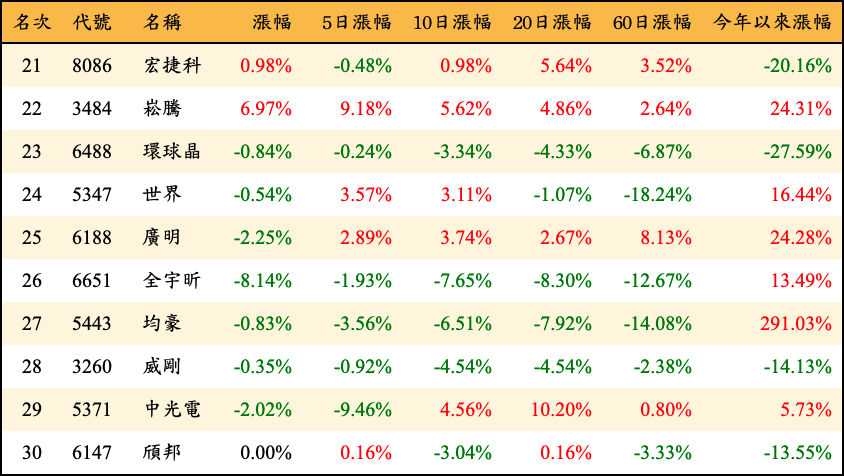 名次 代號 名稱 漲幅 5日漲幅 10日漲幅 20日漲幅 60日漲幅 今年以來漲幅
21 8086 宏捷科 0.98% -0.48% 0.98% 5.64% 3.52% -20.16%
22 3484 崧騰 6.97% 9.18% 5.62% 4.86% 2.64% 24.31%
23 6488 環球晶 -0.84% -0.24% -3.34% -4.33% -6.87% -27.59%
24 5347 世界 -0.54% 3.57% 3.11% -1.07% -18.24% 16.44%
25 6188 廣明 -2.25% 2.89% 3.74% 2.67% 8.13% 24.28%
26 6651 全宇昕 -8.14% -1.93% -7.65% -8.30% -12.67% 13.49%
27 5443 均豪 -0.83% -3.56% -6.51% -7.92% -14.08% 291.03%
28 3260 威剛 -0.35% -0.92% -4.54% -4.54% -2.38% -14.13%
29 5371 中光電 -2.02% -9.46% 4.56% 10.20% 0.80% 5.73%
30 6147 頎邦 0.00% 0.16% -3.04% 0.16% -3.33% -13.55%